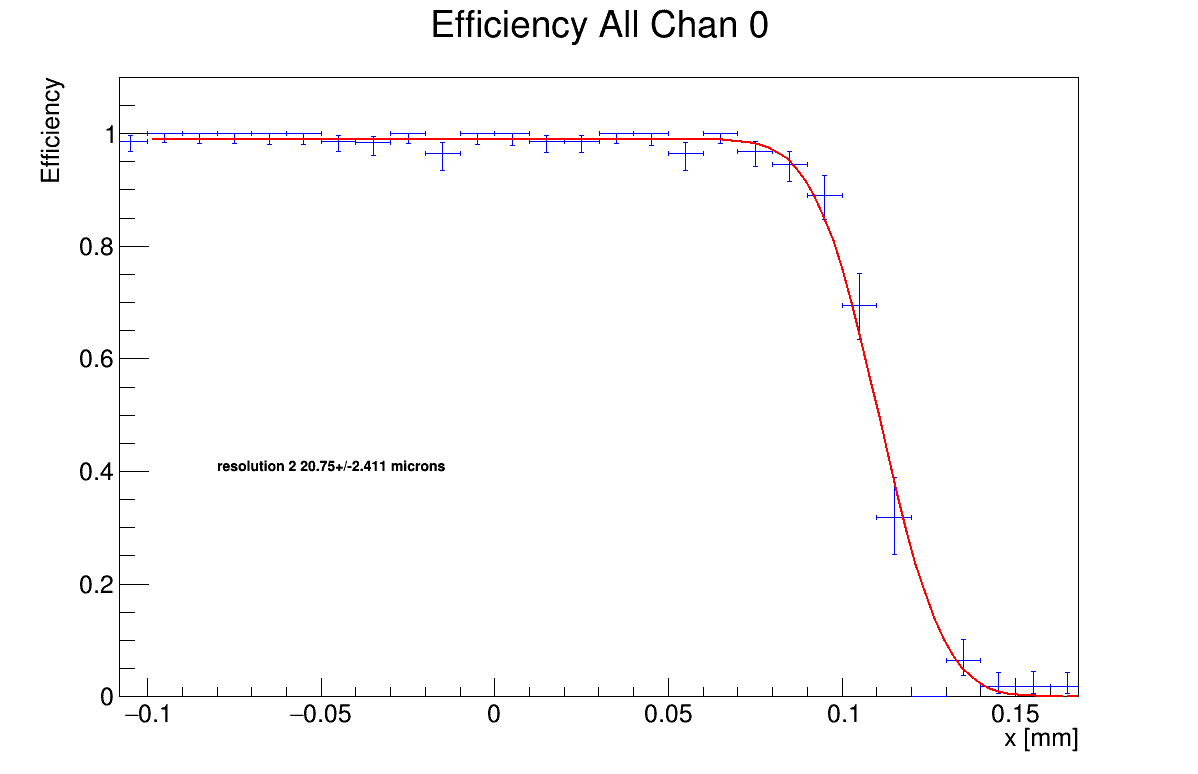 Efficiency All Chan 0
Efficiency
1
0.8
0.6
resolution 2 20.75+/-2.411 microns
0.4
0.2
0
−0.1 −0.05 0 0.05 0.1 0.15
x [mm]